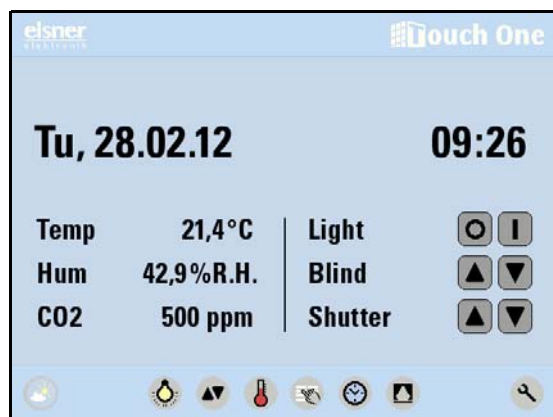 elsner
elektronik
Touch One
Tu, 28.02.12 09:26
Temp 21,4°C Light
Hum 42,9%R.H. Blind
CO2 500 ppm Shutter